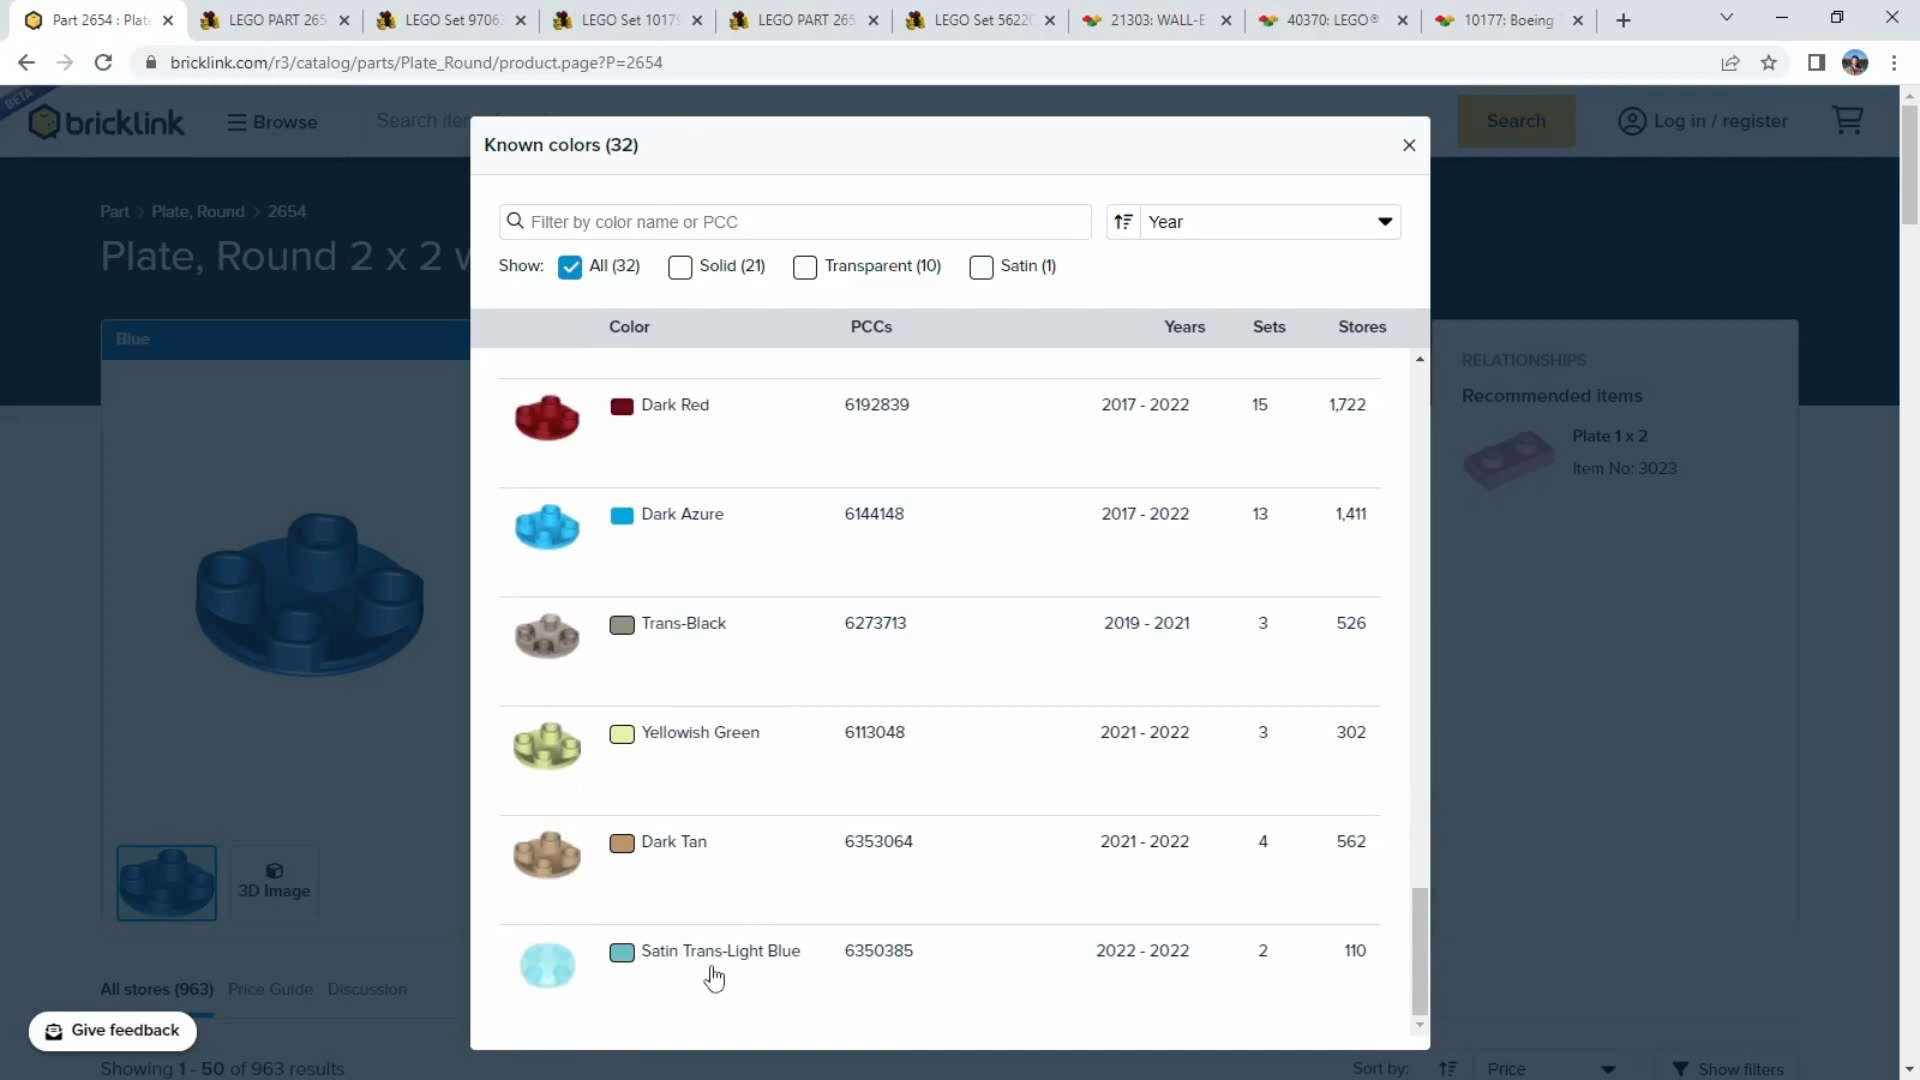 Part 2654 : Plate
LEGO PART 265
LEGO Set 9706
LEGO Set 10179
LEGO PART 265
LEGO Set 5622
21303: WALL-E
40370: LEGO®
10177: Boeing
bricklink.com/r3/catalog/parts/Plate_Round/product.page?P=2654
BETA
bricklink
Browse
Search
Search
Log in / register
Known colors (32)
Part > Plate, Round > 2654
Plate, Round 2 x 2 w
Filter by color name or PCC
Year
Show: All (32) Solid (21) Transparent (10) Satin (1)
Color PCCs Years Sets Stores
Blue
Dark Red 6192839 2017 - 2022 15 1,722
Dark Azure 6144148 2017 - 2022 13 1,411
Trans-Black 6273713 2019 - 2021 3 526
Yellowish Green 6113048 2021 - 2022 3 302
Dark Tan 6353064 2021 - 2022 4 562
Satin Trans-Light Blue 6350385 2022 - 2022 2 110
RELATIONSHIPS
Recommended items
Plate 1 x 2
Item No: 3023
3D Image
All stores (963) Price Guide Discussion
Give feedback
Showing 1 - 50 of 963 results
Sort by: Price
Show filters